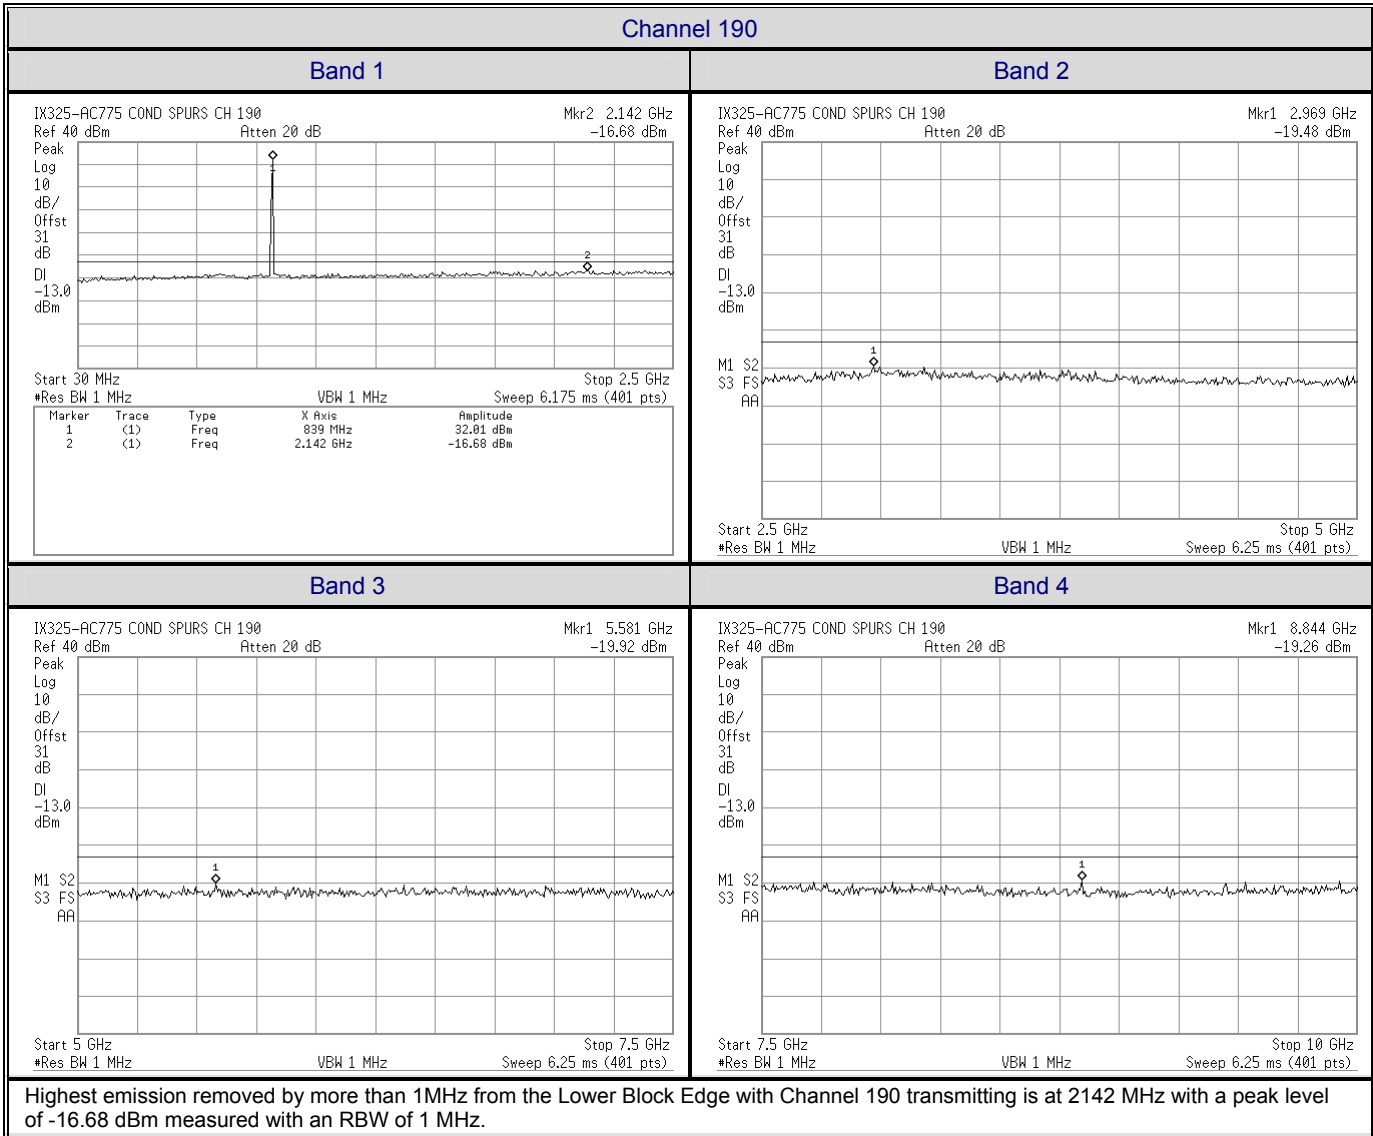 Channel 190
Band 1
Band 2
IX325-AC775 COND SPURS CH 190
Mkr2 2.142 GHz
Ref 40 dBm
Atten 20 dB
-16.68 dBm
Peak
Log
10
dB/
Offst
31
dB
DI
-13.0
dBm
1
2
Start 30 MHz
Stop 2.5 GHz
#Res BW 1 MHz
VBW 1 MHz
Sweep 6.175 ms (401 pts)
Marker Trace Type X Axis Amplitude
1 (1) Freq 839 MHz 32.01 dBm
2 (1) Freq 2.142 GHz -16.68 dBm
IX325-AC775 COND SPURS CH 190
Mkr1 2.969 GHz
Ref 40 dBm
Atten 20 dB
-19.48 dBm
Peak
Log
10
dB/
Offst
31
dB
DI
-13.0
dBm
1
M1 S2
S3 FS
AA
Start 2.5 GHz
Stop 5 GHz
#Res BW 1 MHz
VBW 1 MHz
Sweep 6.25 ms (401 pts)
Band 3
Band 4
IX325-AC775 COND SPURS CH 190
Mkr1 5.581 GHz
Ref 40 dBm
Atten 20 dB
-19.92 dBm
Peak
Log
10
dB/
Offst
31
dB
DI
-13.0
dBm
1
M1 S2
S3 FS
AA
Start 5 GHz
Stop 7.5 GHz
#Res BW 1 MHz
VBW 1 MHz
Sweep 6.25 ms (401 pts)
IX325-AC775 COND SPURS CH 190
Mkr1 8.844 GHz
Ref 40 dBm
Atten 20 dB
-19.26 dBm
Peak
Log
10
dB/
Offst
31
dB
DI
-13.0
dBm
1
M1 S2
S3 FS
AA
Start 7.5 GHz
Stop 10 GHz
#Res BW 1 MHz
VBW 1 MHz
Sweep 6.25 ms (401 pts)
Highest emission removed by more than 1MHz from the Lower Block Edge with Channel 190 transmitting is at 2142 MHz with a peak level
of -16.68 dBm measured with an RBW of 1 MHz.